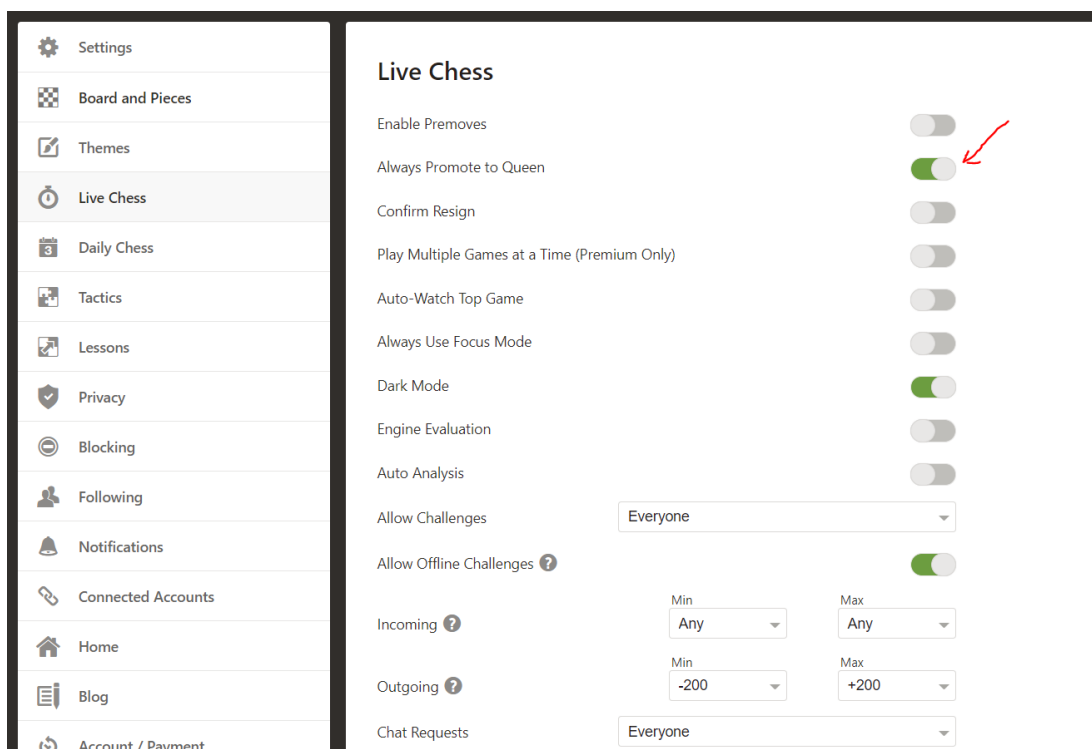 Settings
Board and Pieces
Themes
Live Chess
3
Daily Chess
Tactics
Lessons
Privacy
Blocking
Following
Notifications
Connected Accounts
Home
Blog
Account / Payment
Live Chess
Enable Premoves
Always Promote to Queen
Confirm Resign
Play Multiple Games at a Time (Premium Only)
Auto-Watch Top Game
Always Use Focus Mode
Dark Mode
Engine Evaluation
Auto Analysis
Allow Challenges Everyone
Allow Offline Challenges ?
Min Max
Incoming ? Any Any
Min Max
Outgoing ? -200 +200
Chat Requests Everyone